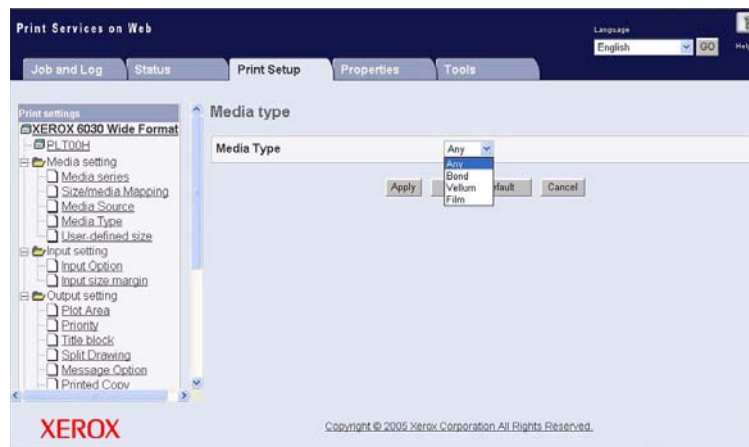 Print Services on Web
Language
English
GO
Job and Log
Status
Print Setup
Properties
Tools
Print settings
XEROX 6030 Wide Format
PLT00H
Media setting
Media series
Size/media Mapping
Media Source
Media Type
User-defined size
Input setting
Input Option
Input size margin
Output setting
Plot Area
Priority
Title block
Split Drawing
Message Option
Printed Copy
Media type
Media Type
Any
Any
Bond
Vellum
Film
Apply
Cancel
XEROX
Copyright © 2005 Xerox Corporation All Rights Reserved.